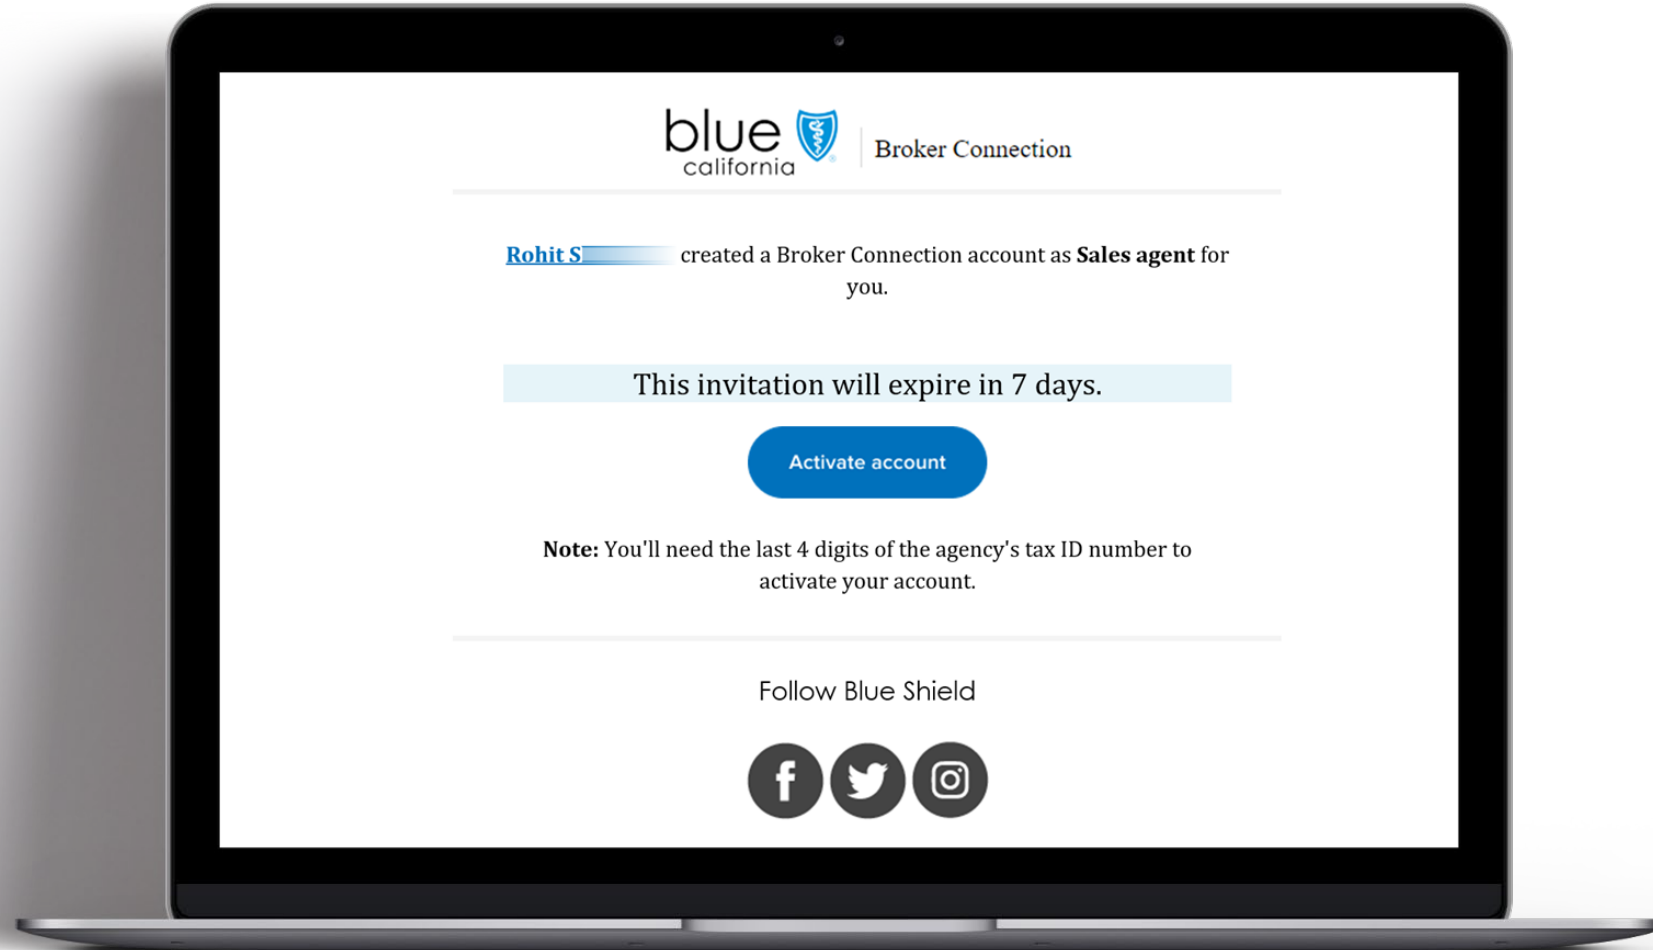 blue
california
Broker Connection
Rohit S created a Broker Connection account as Sales agent for
you.
This invitation will expire in 7 days.
Activate account
Note: You'll need the last 4 digits of the agency's tax ID number to
activate your account.
Follow Blue Shield